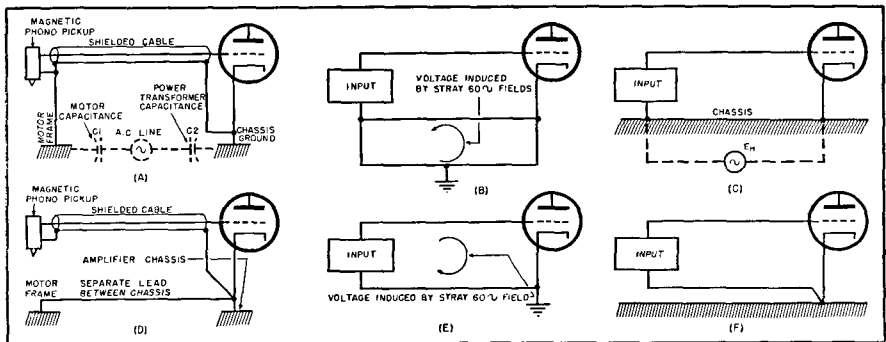 MAGNETIC
PHONO PICKUP
SHIELDED CABLE
MOTOR FRAME
MOTOR
CAPACITANCE
C1
A.C. LINE
POWER
TRANSFORMER
CAPACITANCE
C2
CHASSIS
GROUND
(A)
INPUT
VOLTAGE INDUCED
BY STRAY 60∿ FIELDS
(B)
INPUT
CHASSIS
EH
(C)
MAGNETIC
PHONO PICKUP
SHIELDED CABLE
AMPLIFIER CHASSIS
MOTOR
FRAME
SEPARATE LEAD
BETWEEN CHASSIS
(D)
INPUT
VOLTAGE INDUCED BY STRAY 60∿ FIELD
(E)
INPUT
(F)